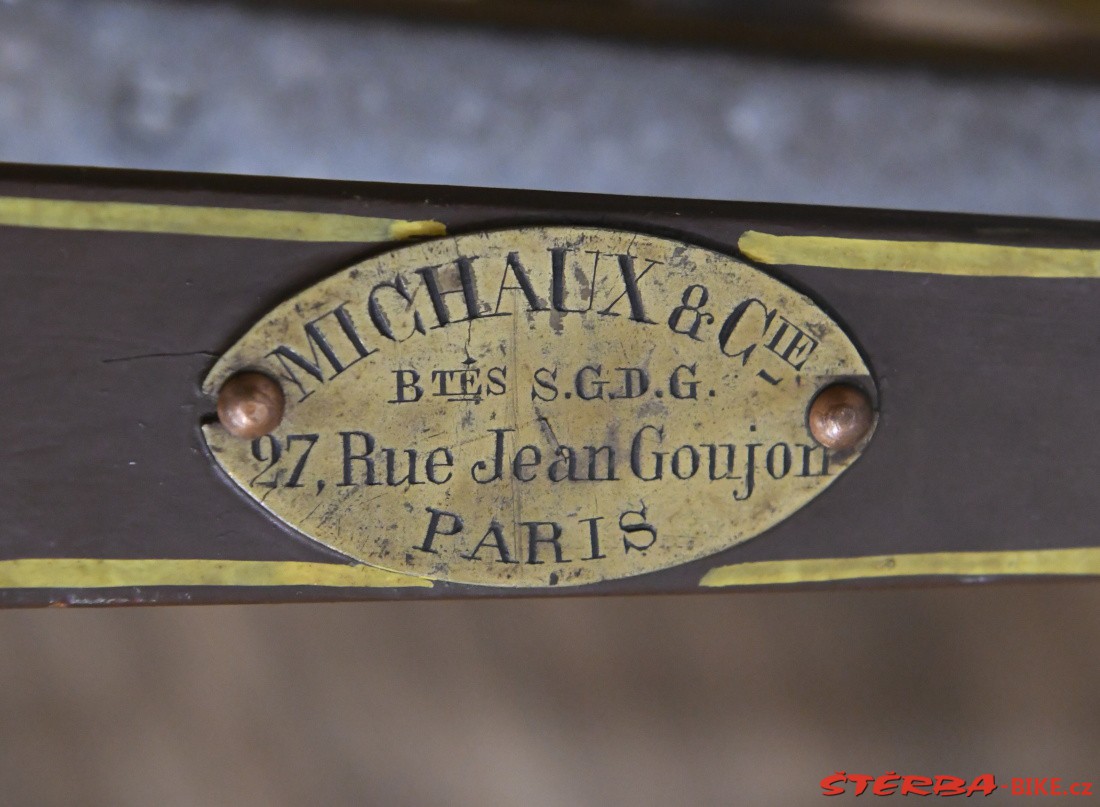 MICHAUX & CIE
BTÉS S.G.D.G.
27, Rue Jean Goujon
PARIS
ŠTĚRBA-BIKE.cz